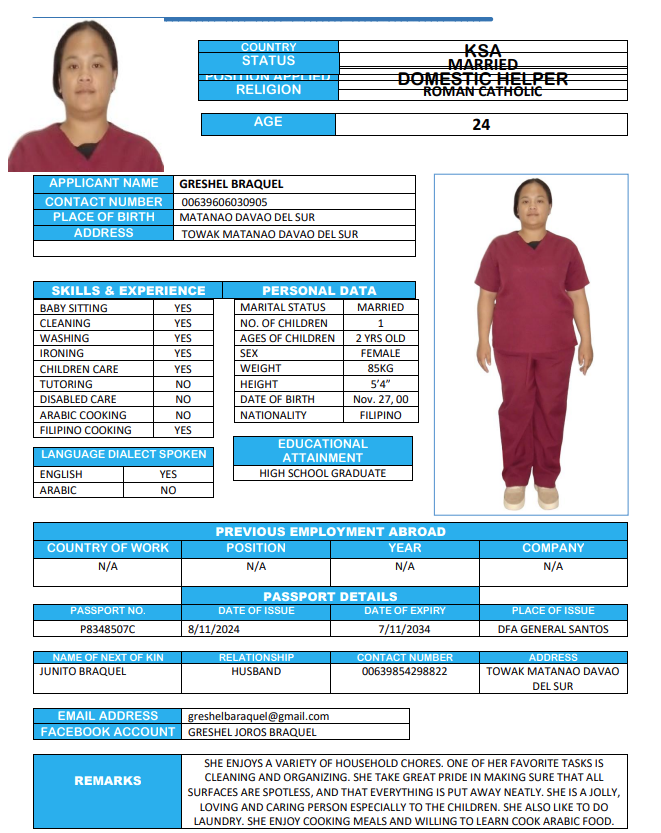 COUNTRY KSA
STATUS MARRIED
POSITION APPLIED DOMESTIC HELPER
RELIGION ROMAN CATHOLIC
AGE 24
APPLICANT NAME GRESHEL BRAQUEL
CONTACT NUMBER 00639606030905
PLACE OF BIRTH MATANAO DAVAO DEL SUR
ADDRESS TOWAK MATANAO DAVAO DEL SUR
SKILLS & EXPERIENCE PERSONAL DATA
BABY SITTING YES MARITAL STATUS MARRIED
CLEANING YES NO. OF CHILDREN 1
WASHING YES AGES OF CHILDREN 2 YRS OLD
IRONING YES SEX FEMALE
CHILDREN CARE YES WEIGHT 85KG
TUTORING NO HEIGHT 5’4”
DISABLED CARE NO DATE OF BIRTH Nov. 27, 00
ARABIC COOKING NO NATIONALITY FILIPINO
FILIPINO COOKING YES
LANGUAGE DIALECT SPOKEN
ENGLISH YES
ARABIC NO
EDUCATIONAL
ATTAINMENT
HIGH SCHOOL GRADUATE
PREVIOUS EMPLOYMENT ABROAD
COUNTRY OF WORK POSITION YEAR COMPANY
N/A N/A N/A N/A
PASSPORT DETAILS
PASSPORT NO. DATE OF ISSUE DATE OF EXPIRY PLACE OF ISSUE
P8348507C 8/11/2024 7/11/2034 DFA GENERAL SANTOS
NAME OF NEXT OF KIN RELATIONSHIP CONTACT NUMBER ADDRESS
JUNITO BRAQUEL HUSBAND 00639854298822 TOWAK MATANAO DAVAO
DEL SUR
EMAIL ADDRESS greshelbaraquel@gmail.com
FACEBOOK ACCOUNT GRESHEL JOROS BRAQUEL
REMARKS
SHE ENJOYS A VARIETY OF HOUSEHOLD CHORES. ONE OF HER FAVORITE TASKS IS
CLEANING AND ORGANIZING. SHE TAKE GREAT PRIDE IN MAKING SURE THAT ALL
SURFACES ARE SPOTLESS, AND THAT EVERYTHING IS PUT AWAY NEATLY. SHE IS A JOLLY,
LOVING AND CARING PERSON ESPECIALLY TO THE CHILDREN. SHE ALSO LIKE TO DO
LAUNDRY. SHE ENJOY COOKING MEALS AND WILLING TO LEARN COOK ARABIC FOOD.